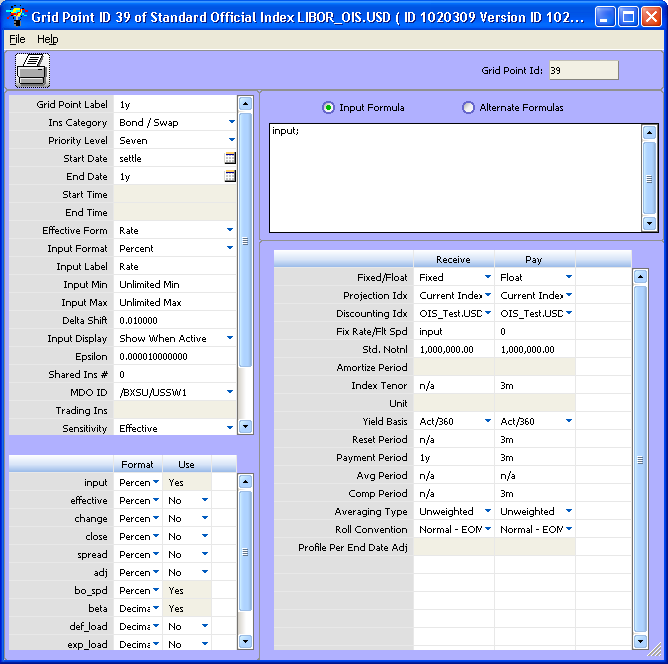 Grid Point ID 39 of Standard Official Index LIBOR_OIS.USD ( ID 1020309 Version ID 102...
File Help
Grid Point Id: 39
Grid Point Label 1y
Ins Category Bond / Swap
Priority Level Seven
Start Date settle
End Date 1y
Start Time
End Time
Effective Form Rate
Input Format Percent
Input Label Rate
Input Min Unlimited Min
Input Max Unlimited Max
Delta Shift 0.010000
Input Display Show When Active
Epsilon 0.000010000000
Shared Ins # 0
MDO ID /BXSU/USSW1
Trading Ins
Sensitivity Effective
Format Use
input Percen Yes
effective Percen No
change Percen No
close Percen No
spread Percen No
adj Percen No
bo_spd Percen Yes
beta Decima Yes
def_load Decima No
exp_load Percen No
Input Formula Alternate Formulas
input;
Receive Pay
Fixed/Float Fixed Float
Projection Idx Current Index Current Index
Discounting Idx OIS_Test.USD OIS_Test.USD
Fix Rate/Flt Spd input 0
Std. Notnl 1,000,000.00 1,000,000.00
Amortize Period
Index Tenor n/a 3m
Unit
Yield Basis Act/360 Act/360
Reset Period n/a 3m
Payment Period 1y 3m
Avg Period n/a n/a
Comp Period n/a 3m
Averaging Type Unweighted Unweighted
Roll Convention Normal - EOM Normal - EOM
Profile Per End Date Adj